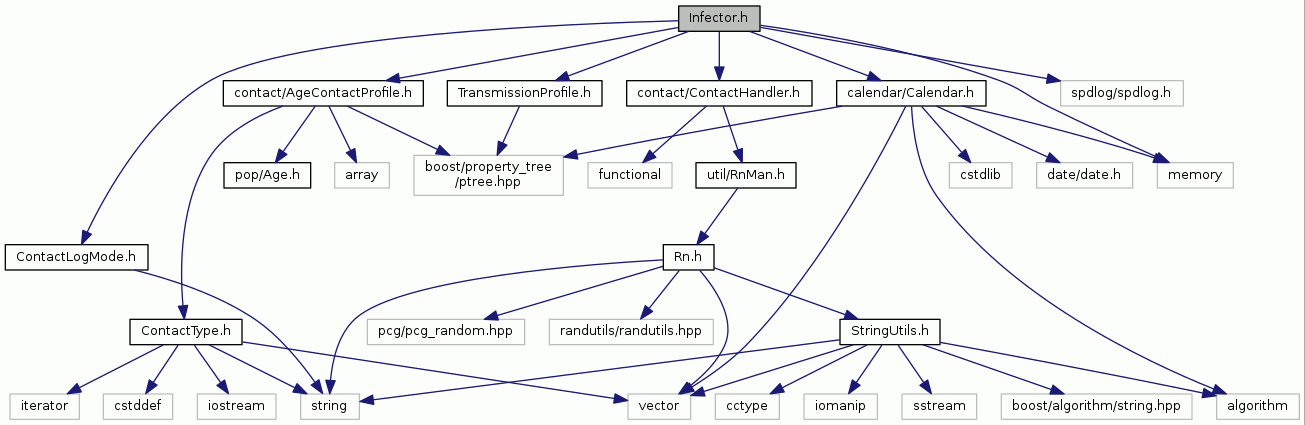 Infector.h
contact/AgeContactProfile.h
TransmissionProfile.h
contact/ContactHandler.h
calendar/Calendar.h
spdlog/spdlog.h
pop/Age.h
array
boost/property_tree
/ptree.hpp
functional
util/RnMan.h
cstdlib
date/date.h
memory
ContactLogMode.h
Rn.h
ContactType.h
pcg/pcg_random.hpp
randutils/randutils.hpp
StringUtils.h
iterator
cstddef
iostream
string
vector
cctype
iomanip
sstream
boost/algorithm/string.hpp
algorithm